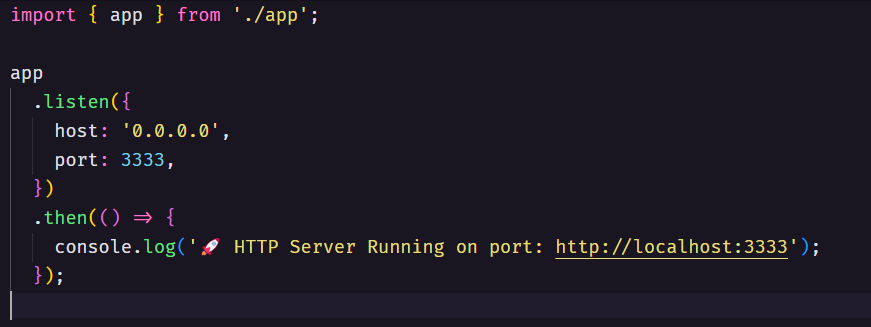 import { app } from './app';
app
.listen({
host: '0.0.0.0',
port: 3333,
})
.then(() => {
console.log('🚀 HTTP Server Running on port: http://localhost:3333');
});